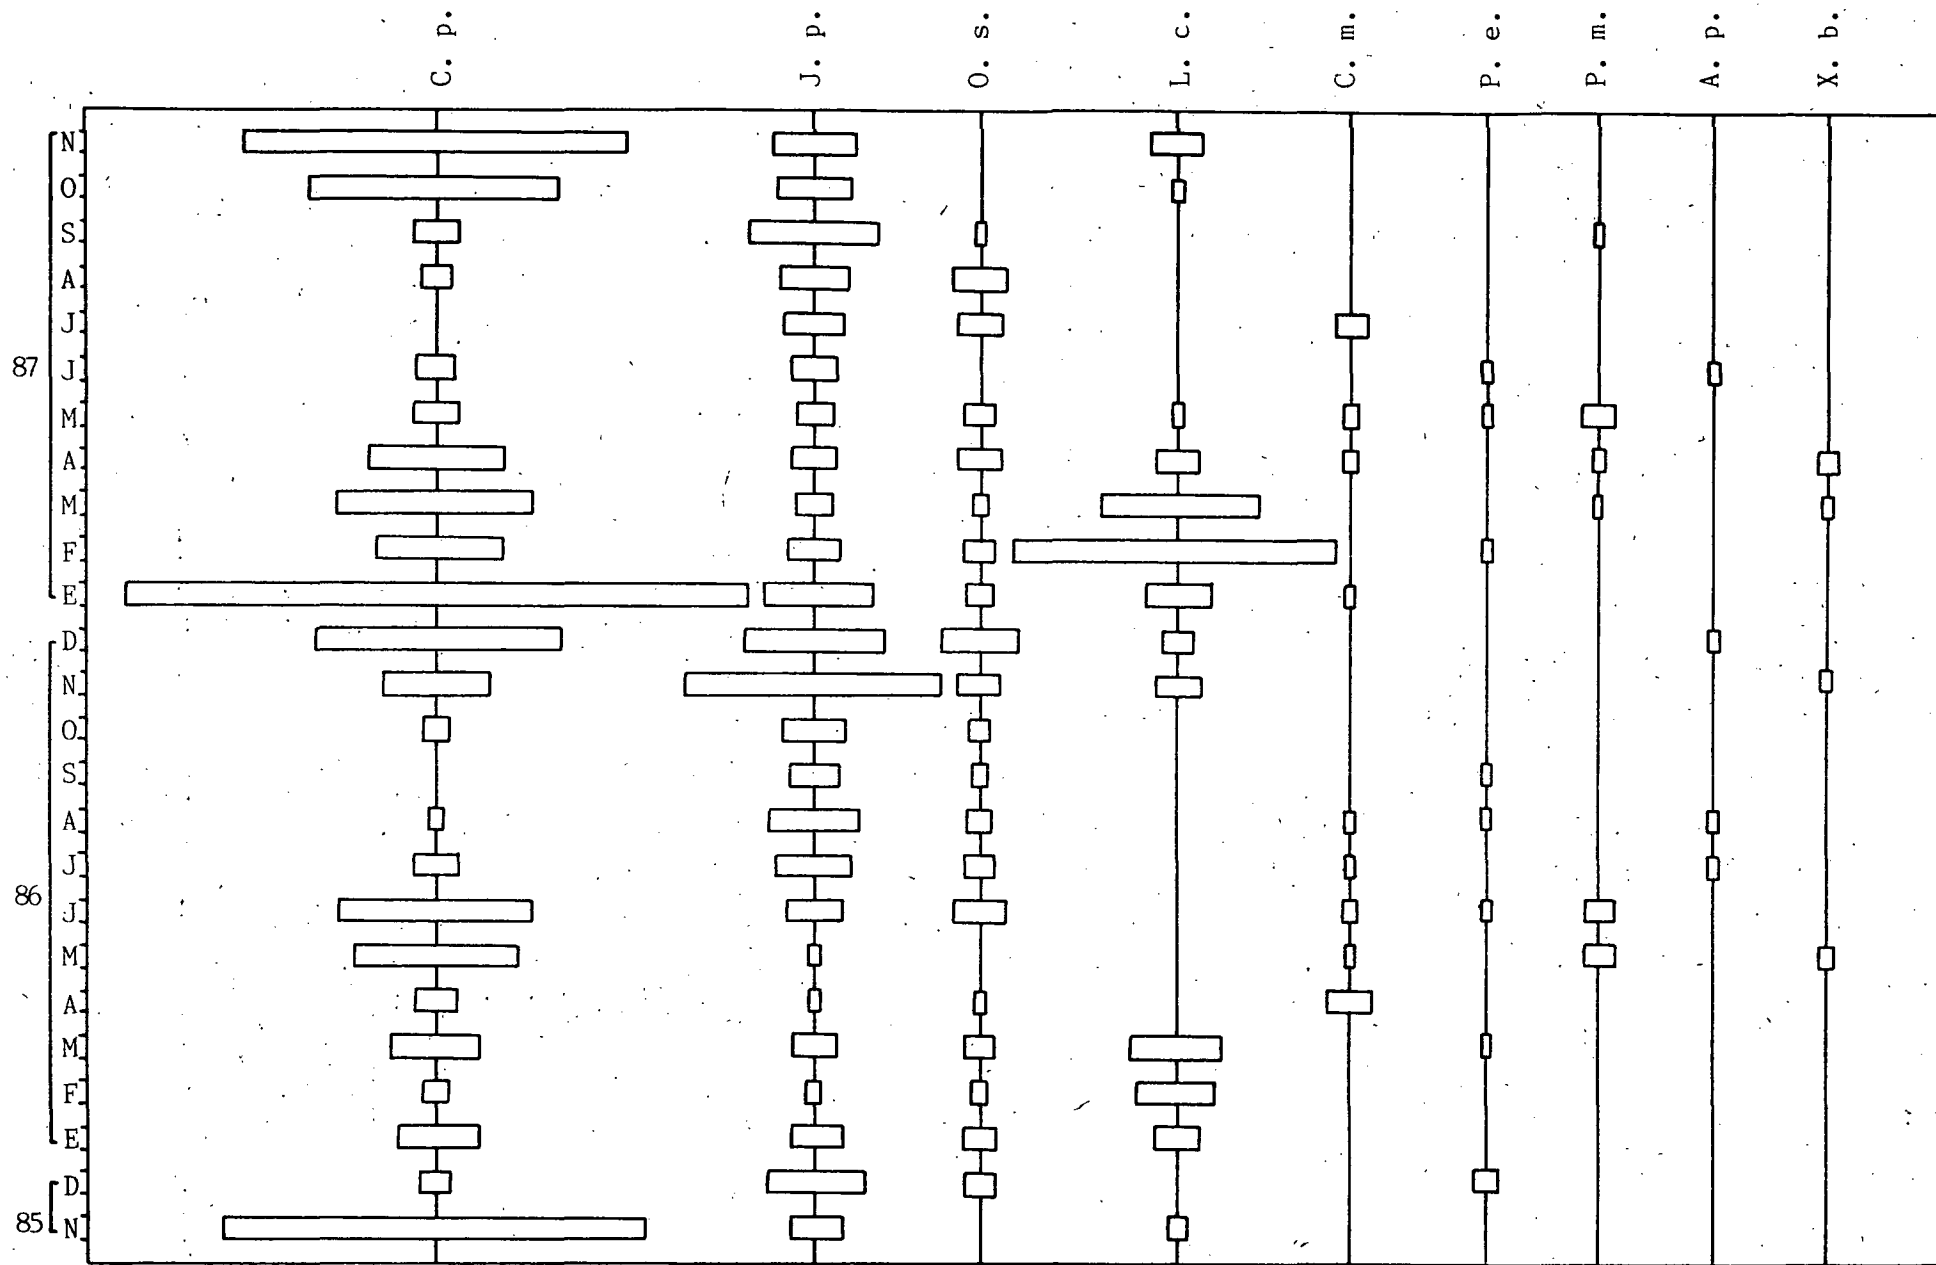 C. p.
J. p.
O. s.
L. c.
C. m.
P. e.
P. m.
A. p.
X. b.
N
O
S
A
J
87 J
M
A
M
F
E
D
N
O
S
A
J
86 J
M
A
M
F
E
D
85 N